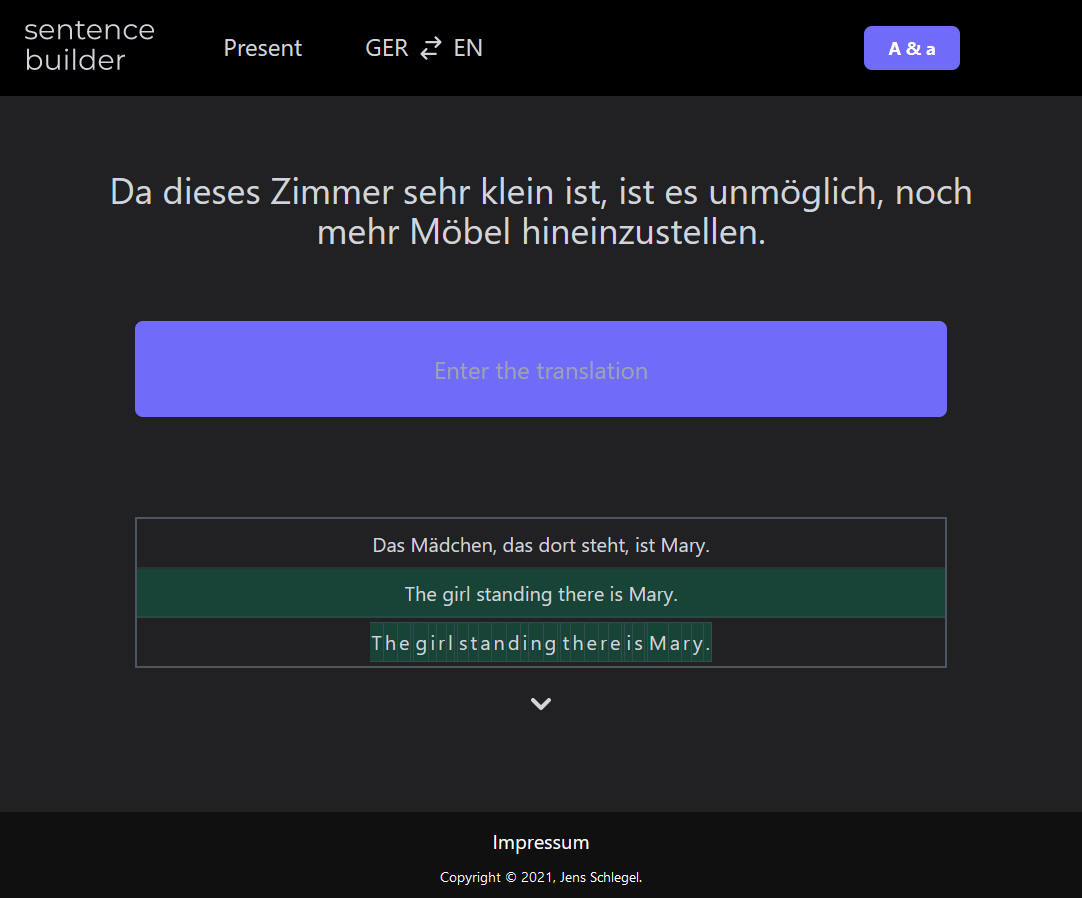 sentence
builder
Present
GER ⇄ EN
A & a
Da dieses Zimmer sehr klein ist, ist es unmöglich, noch
mehr Möbel hineinzustellen.
Enter the translation
Das Mädchen, das dort steht, ist Mary.
The girl standing there is Mary.
The girl standing there is Mary.
Impressum
Copyright © 2021, Jens Schlegel.